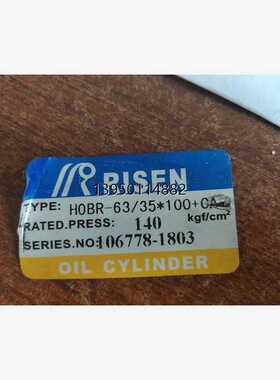 RISEN
13950114882
TYPE: HOBR-63/35*100+CA
RATED.PRESS: 140 kgf/cm²
SERIES.NO: 106778-1803
OIL CYLINDER